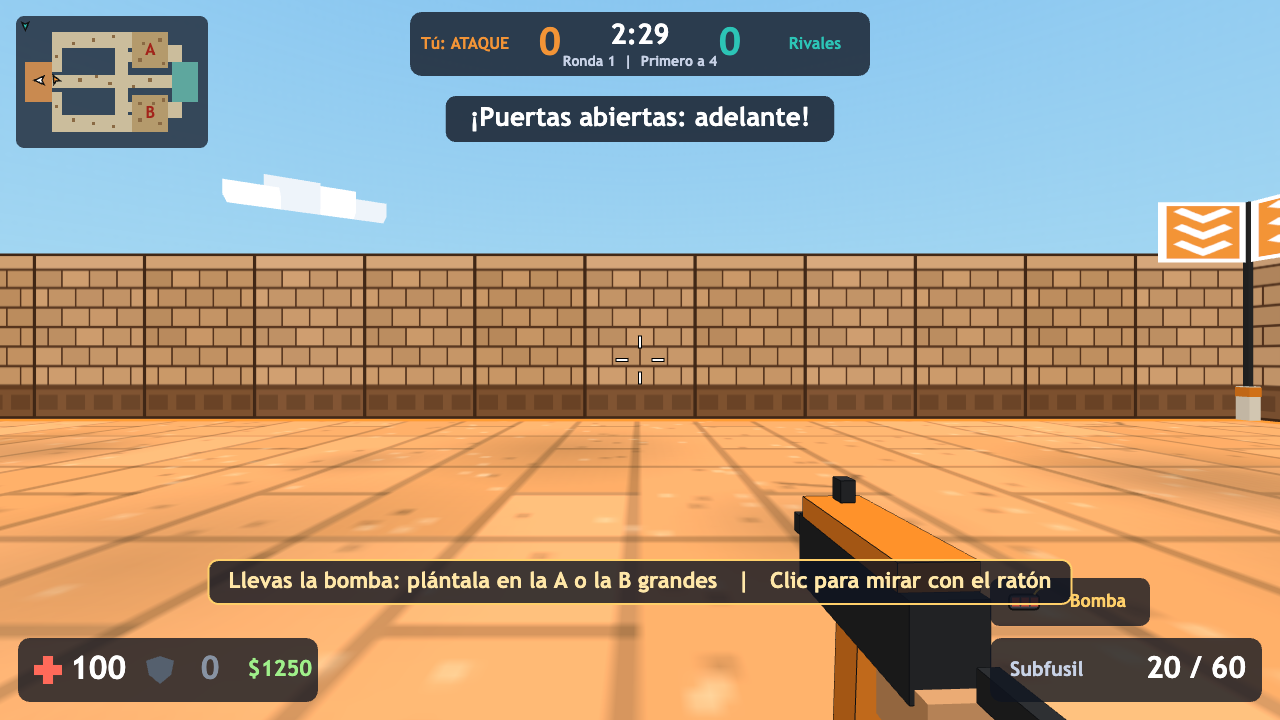 A
B
Tú: ATAQUE
0
2:29
0
Rivales
Ronda 1 | Primero a 4
¡Puertas abiertas: adelante!
Llevas la bomba: plántala en la A o la B grandes | Clic para mirar con el ratón
Bomba
100
0
$1250
Subfusil
20 / 60